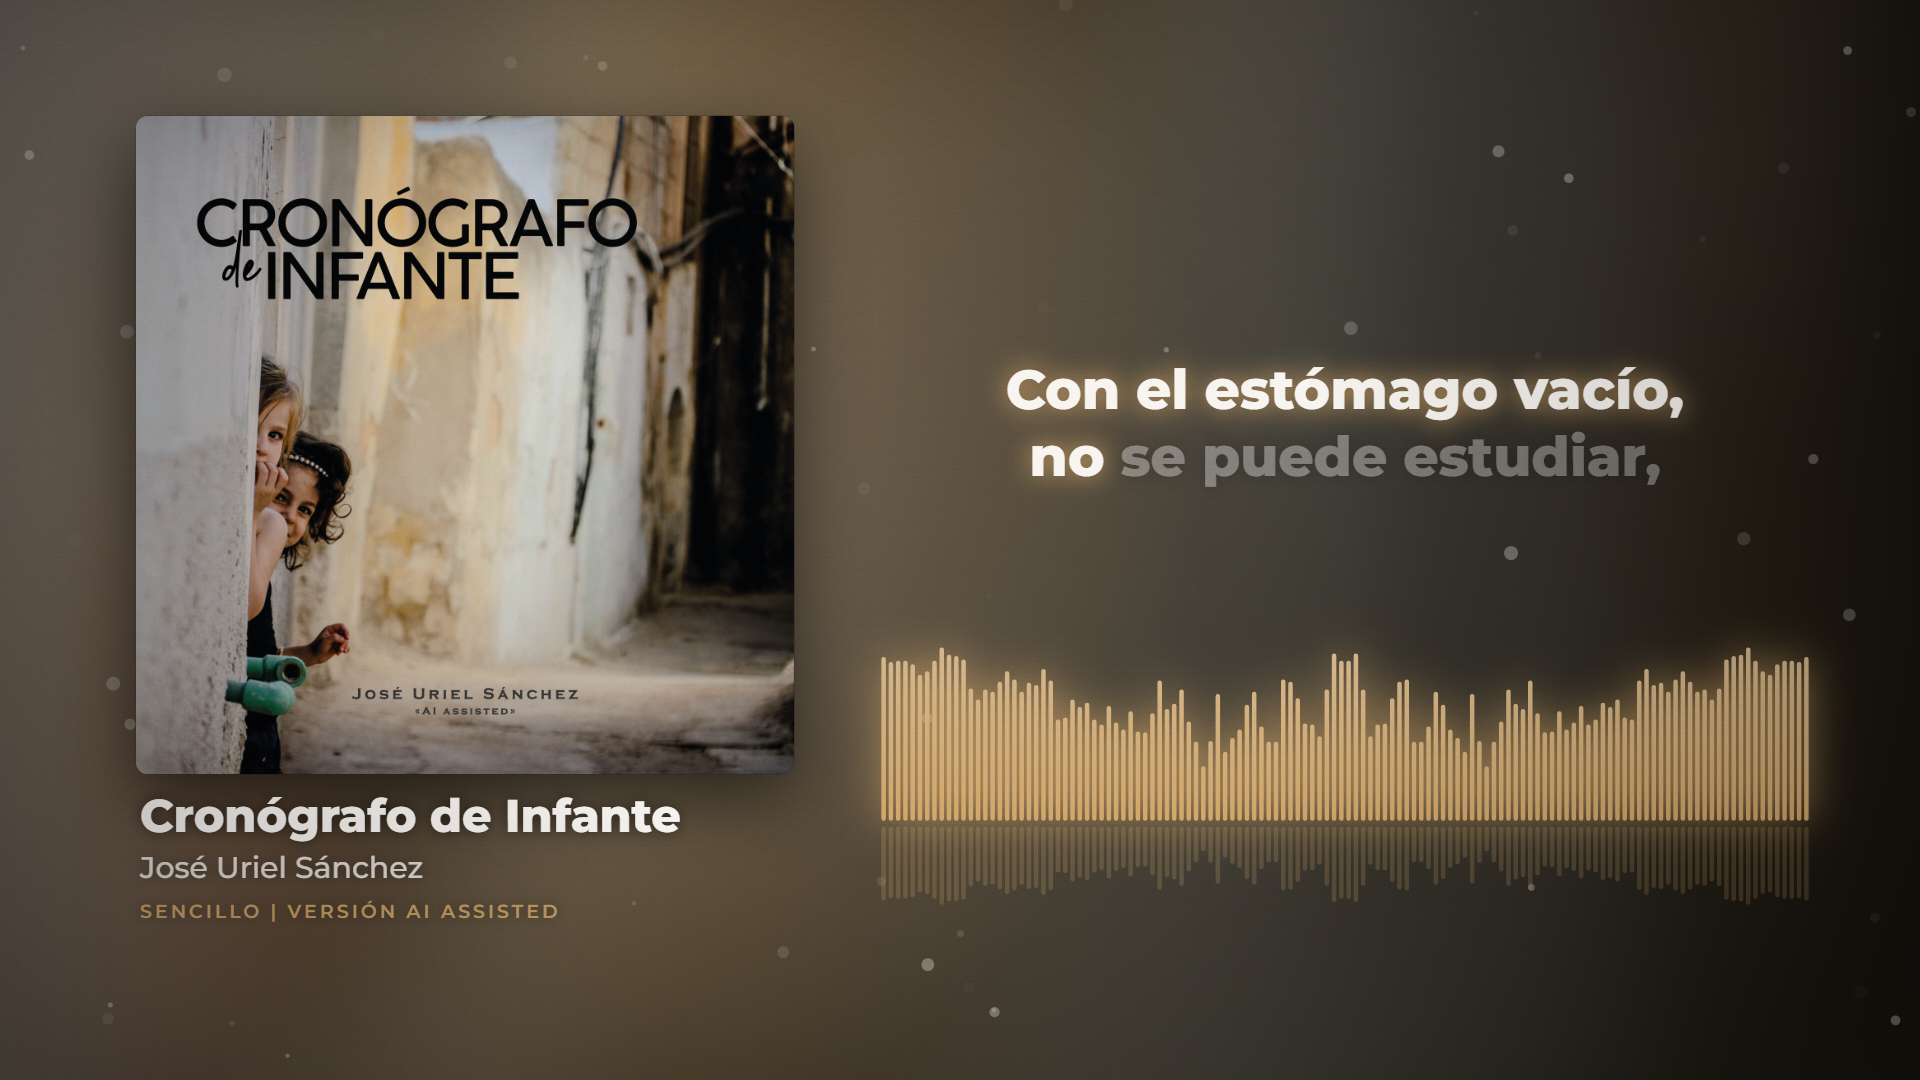 CRONÓGRAFO
de INFANTE
JOSÉ URIEL SÁNCHEZ
«AI ASSISTED»
Cronógrafo de Infante
José Uriel Sánchez
SENCILLO | VERSIÓN AI ASSISTED
Con el estómago vacío,
no se puede estudiar,